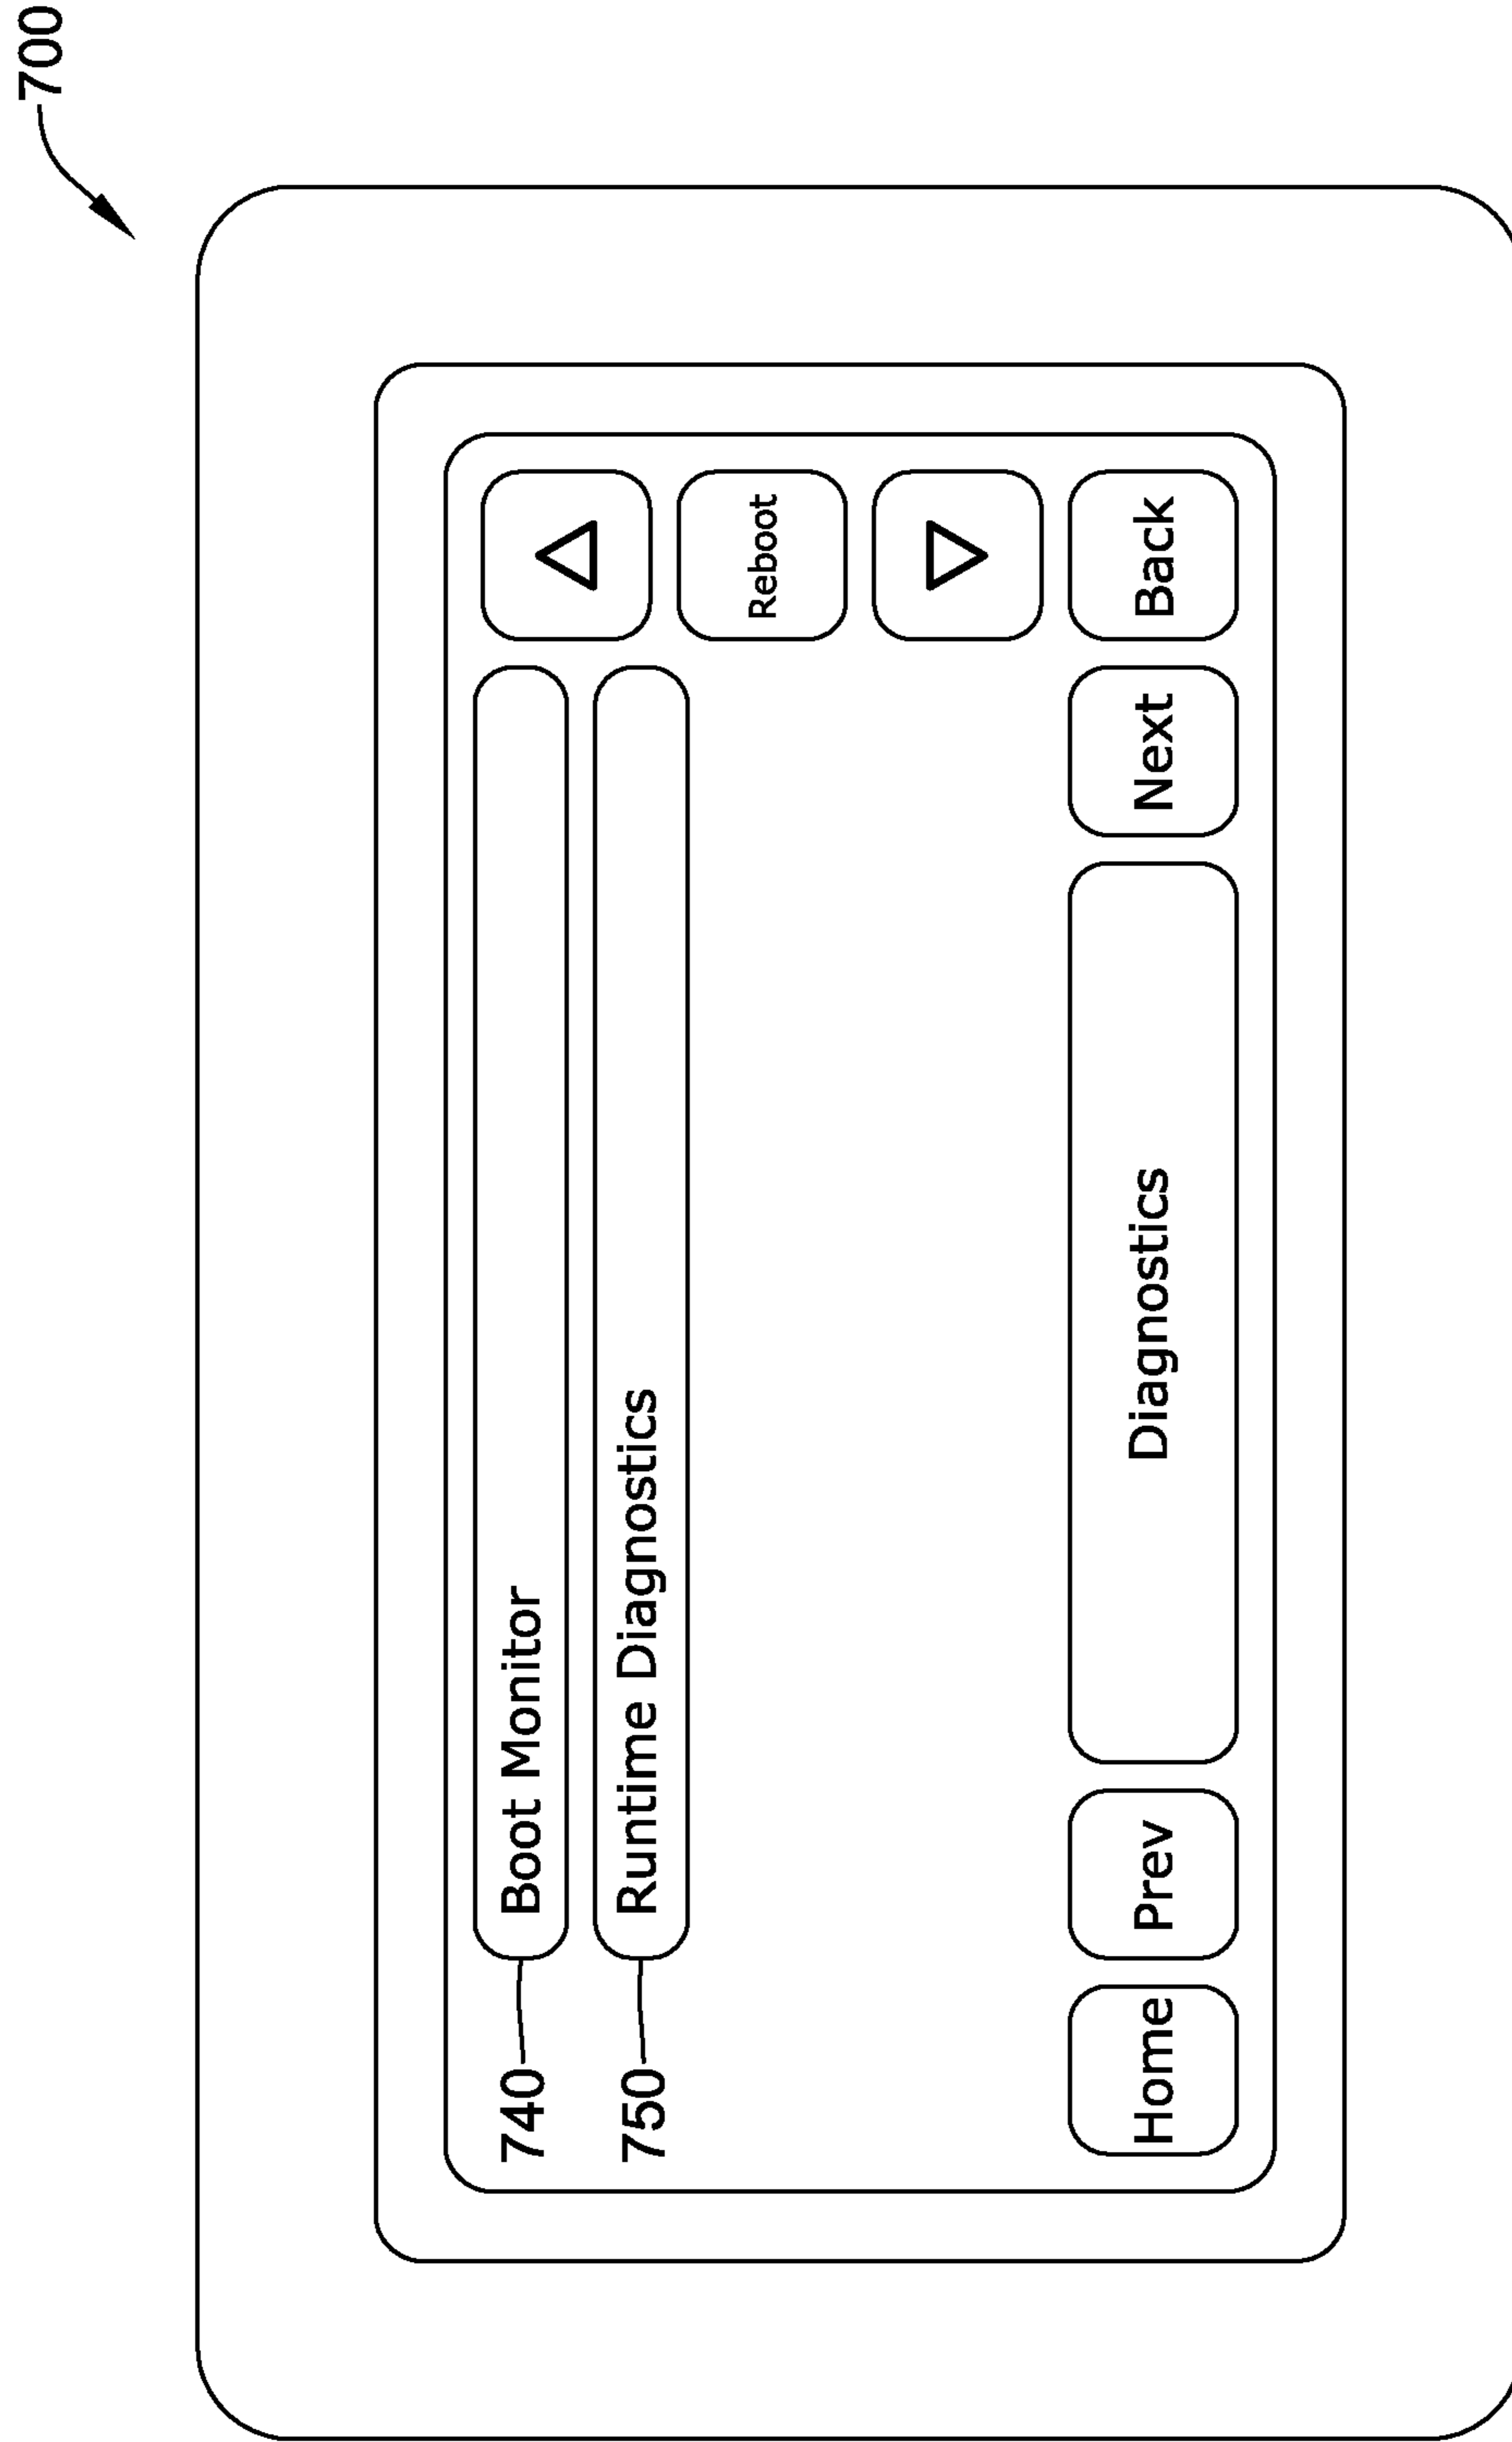 700
740 Boot Monitor
750 Runtime Diagnostics
Reboot
Home Prev Diagnostics Next Back